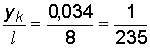 y_k/l = 0,034/8 = 1/235